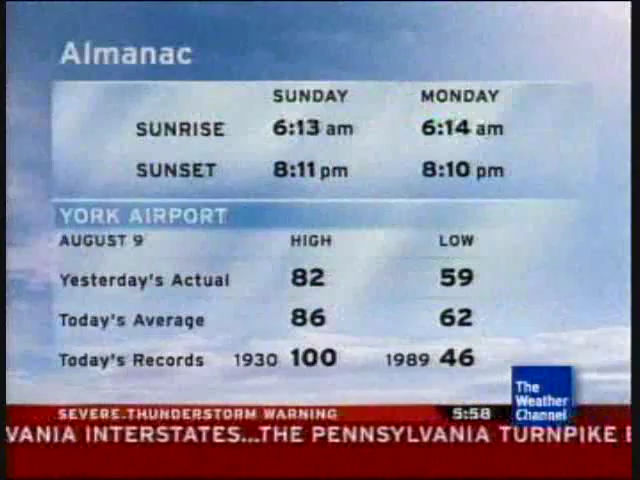 Almanac
SUNDAY MONDAY
SUNRISE 6:13 am 6:14 am
SUNSET 8:11 pm 8:10 pm
YORK AIRPORT
AUGUST 9 HIGH LOW
Yesterday's Actual 82 59
Today's Average 86 62
Today's Records 1930 100 1989 46
The
Weather
Channel
SEVERE THUNDERSTORM WARNING 5:58
VANIA INTERSTATES...THE PENNSYLVANIA TURNPIKE